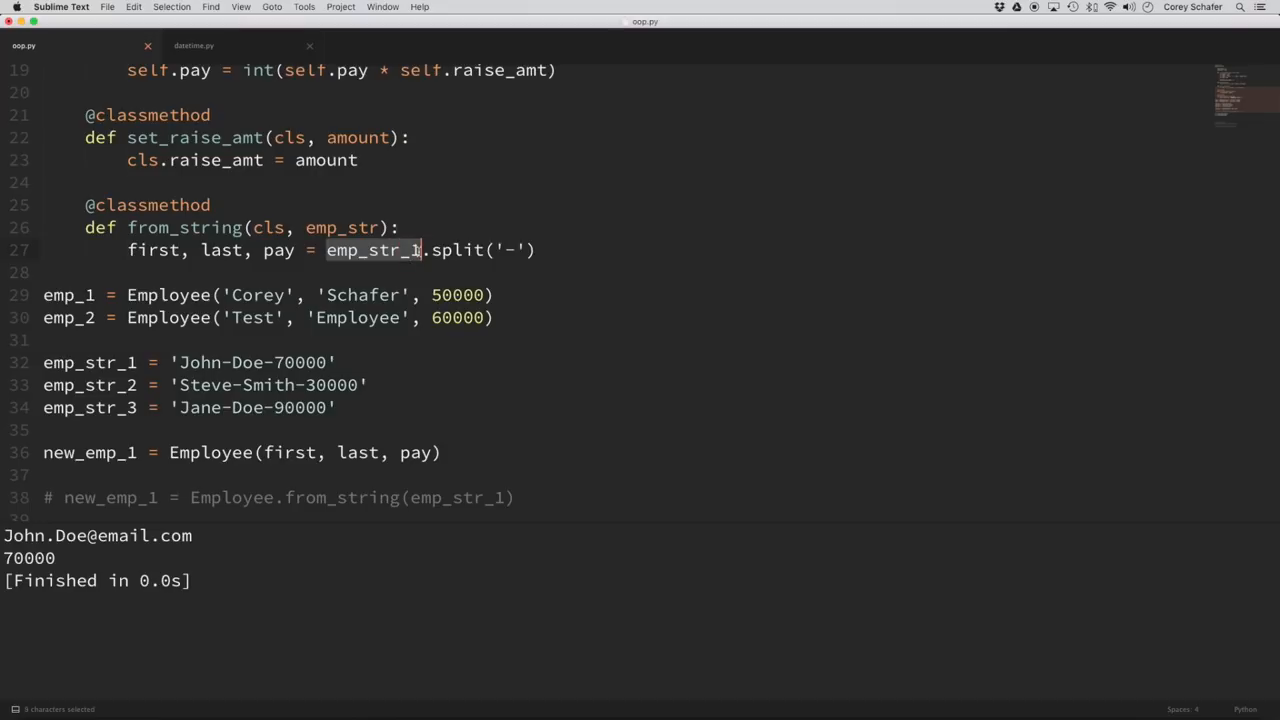 Sublime Text File Edit Selection Find View Goto Tools Project Window Help Corey Schafer
oop.py
oop.py datetime.py
19 self.pay = int(self.pay * self.raise_amt)
20
21 @classmethod
22 def set_raise_amt(cls, amount):
23 cls.raise_amt = amount
24
25 @classmethod
26 def from_string(cls, emp_str):
27 first, last, pay = emp_str_1.split('-')
28
29 emp_1 = Employee('Corey', 'Schafer', 50000)
30 emp_2 = Employee('Test', 'Employee', 60000)
31
32 emp_str_1 = 'John-Doe-70000'
33 emp_str_2 = 'Steve-Smith-30000'
34 emp_str_3 = 'Jane-Doe-90000'
35
36 new_emp_1 = Employee(first, last, pay)
37
38 # new_emp_1 = Employee.from_string(emp_str_1)
39
John.Doe@email.com
70000
[Finished in 0.0s]
9 characters selected Spaces: 4 Python